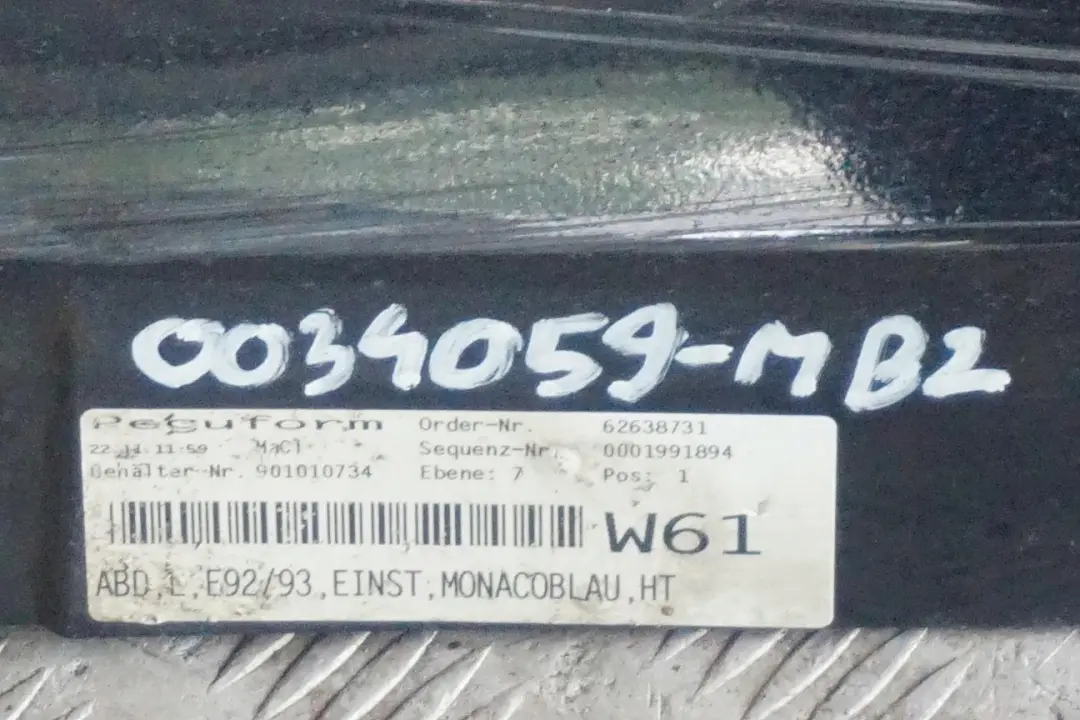 0034059-MB2
Peguform Order-Nr. 62638731
22.11 11:59 MaCl Sequenz-Nr. 0001991894
Behälter-Nr. 901010734 Ebene: 7 Pos: 1
W61
ABD,L,E92/93,EINST,MONACOBLAU,HT